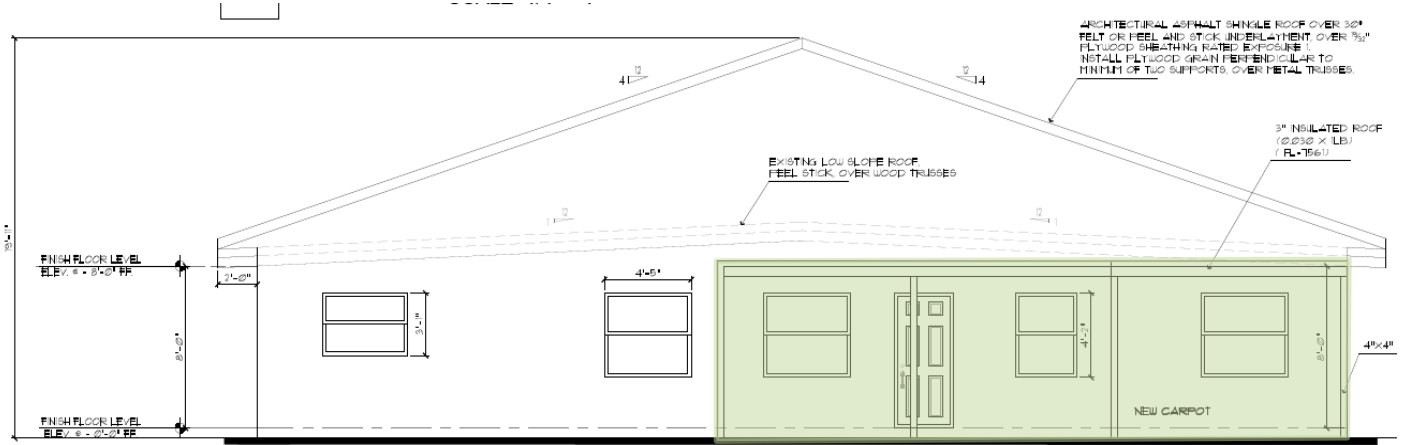 ARCHITECTURAL ASPHALT SHINGLE ROOF OVER 30#
FELT OR PEEL AND STICK UNDERLAYMENT, OVER 19/32"
PLYWOOD SHEATHING RATED EXPOSURE 1.
INSTALL PLYWOOD GRAIN PERPENDICULAR TO
MINIMUM OF TWO SUPPORTS, OVER METAL TRUSSES.
12
4
12
4
3" INSULATED ROOF
(0.030 X 1LB)
( FL-7561)
EXISTING LOW SLOPE ROOF,
PEEL STICK, OVER WOOD TRUSSES
12
12
19'-11"
FINISH FLOOR LEVEL
ELEV. @ - 8'-0" FF
2'-0"
4'-5"
3'-1"
4'-2"
8'-0"
8'-0"
4"X4"
NEW CARPOT
FINISH FLOOR LEVEL
ELEV. @ - 0'-0" FF